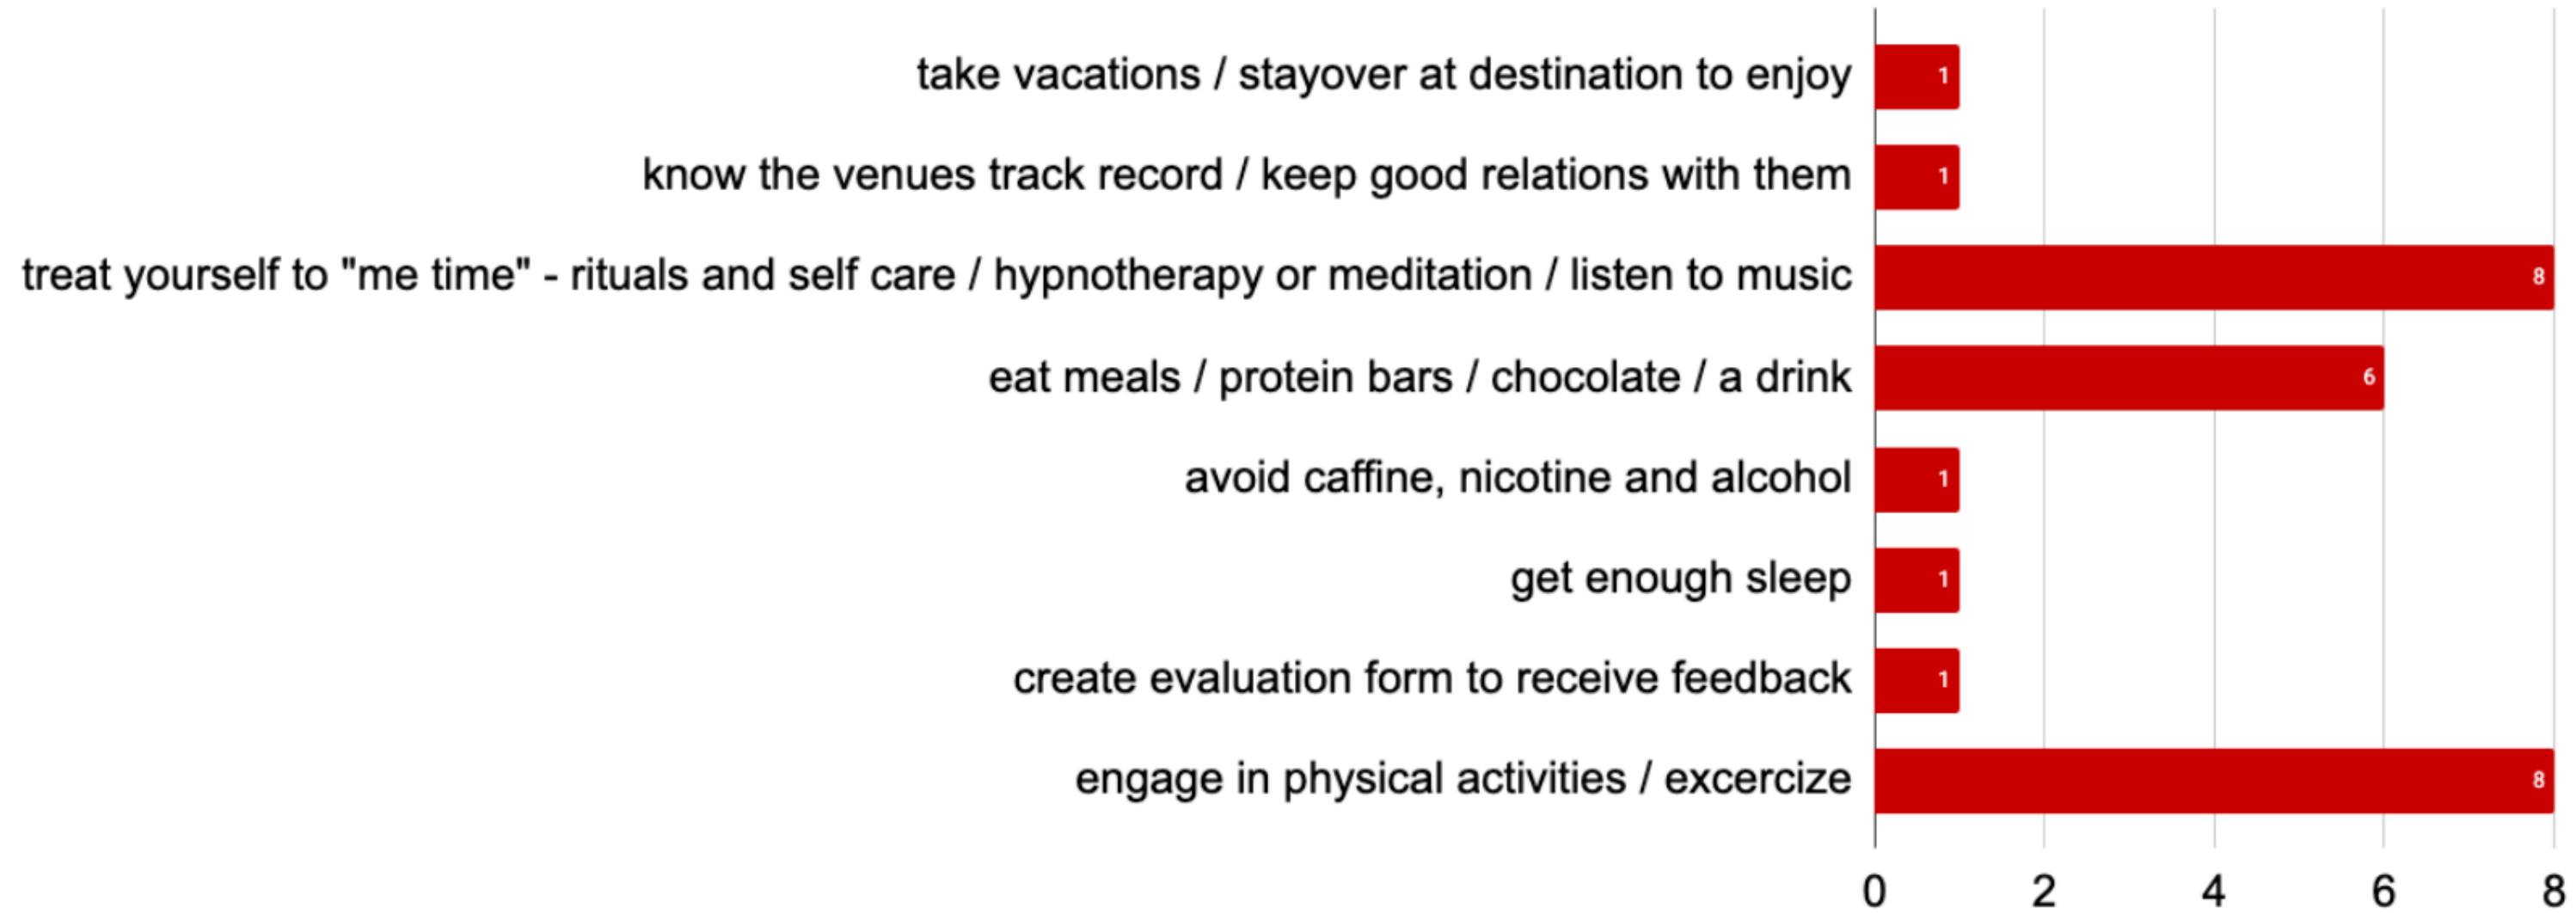 take vacations / stayover at destination to enjoy 1
know the venues track record / keep good relations with them 1
treat yourself to "me time" - rituals and self care / hypnotherapy or meditation / listen to music 8
eat meals / protein bars / chocolate / a drink 6
avoid caffine, nicotine and alcohol 1
get enough sleep 1
create evaluation form to receive feedback 1
engage in physical activities / excercize 8
0 2 4 6 8